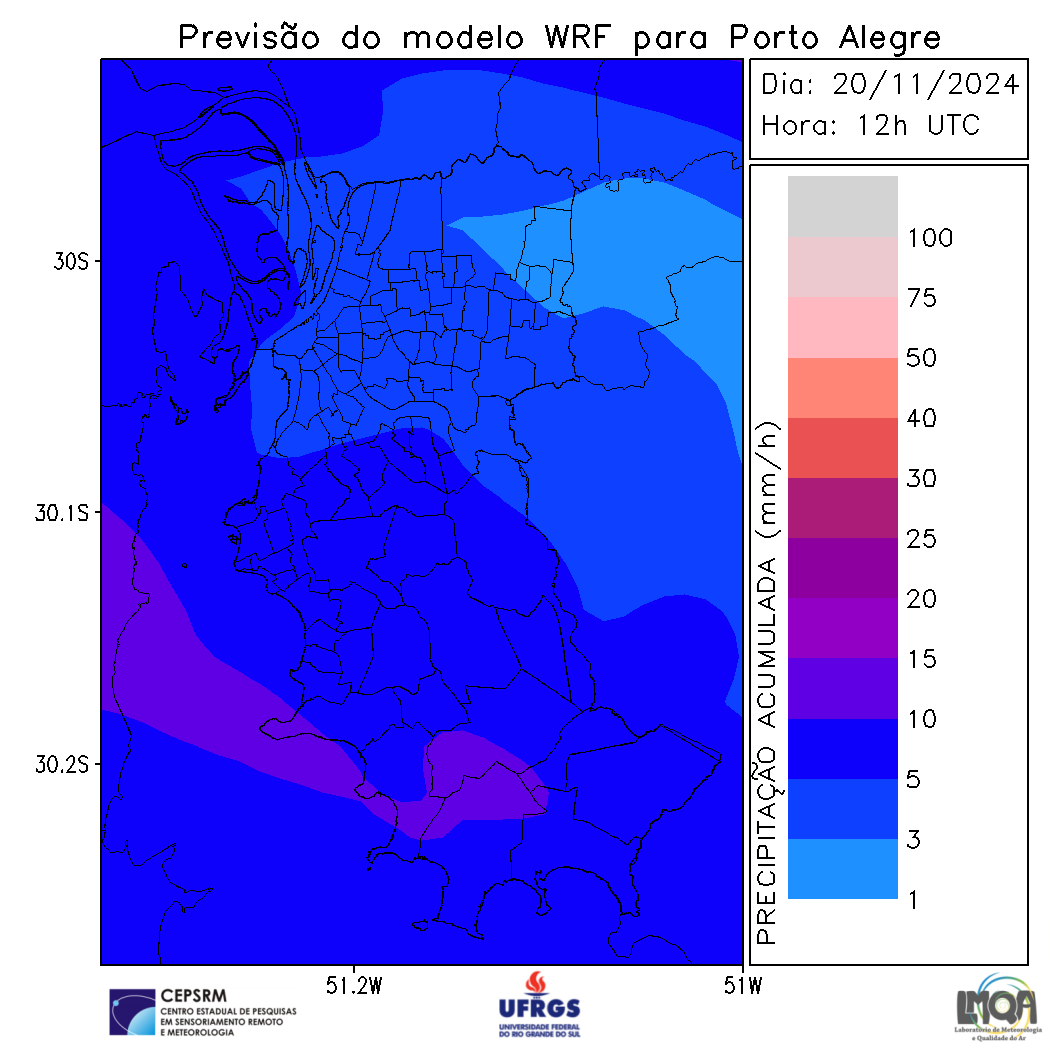 Previsão do modelo WRF para Porto Alegre
Dia: 20/11/2024
Hora: 12h UTC
30S
30.1S
30.2S
51.2W
51W
PRECIPITAÇÃO ACUMULADA (mm/h)
100
75
50
40
30
25
20
15
10
5
3
1
CEPSRM
CENTRO ESTADUAL DE PESQUISAS
EM SENSORIAMENTO REMOTO
E METEOROLOGIA
UFRGS
UNIVERSIDADE FEDERAL
DO RIO GRANDE DO SUL
LMQA
Laboratório de Meteorologia
e Qualidade do Ar